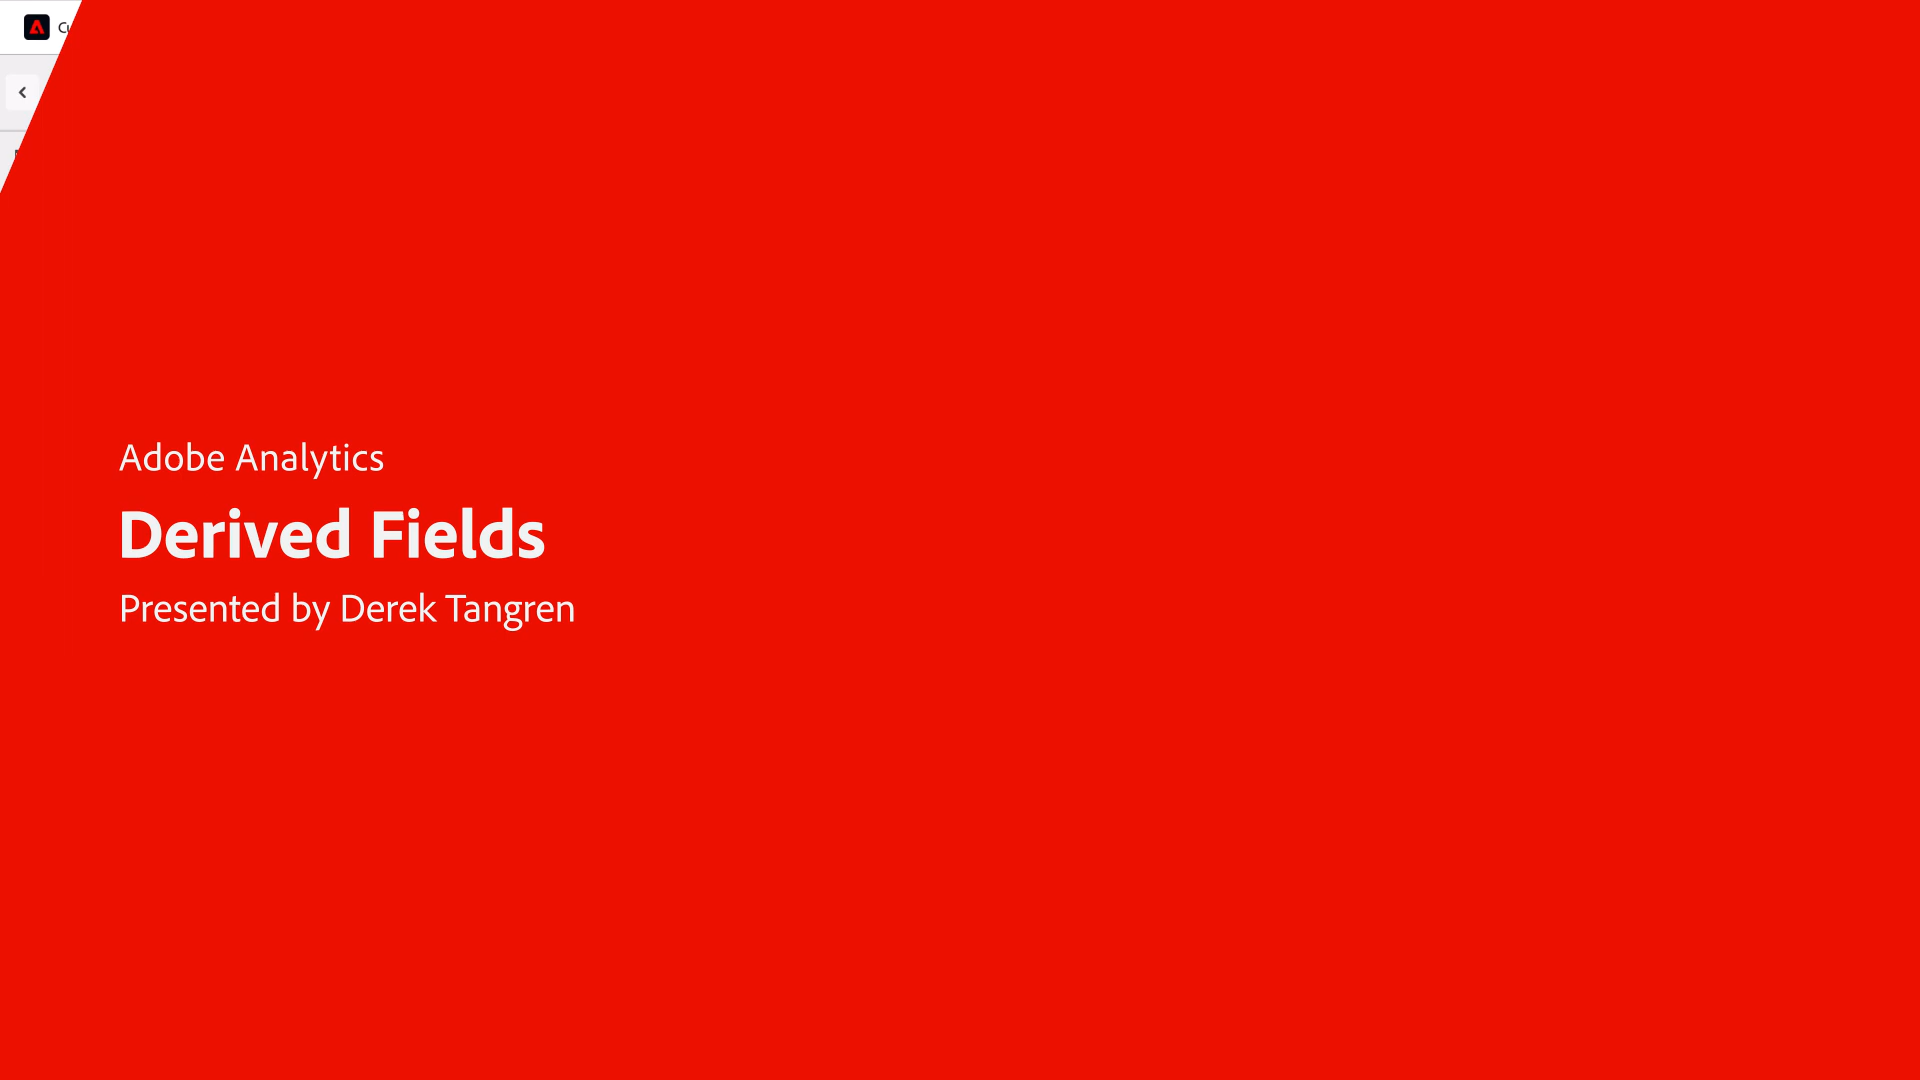 Adobe Analytics
Derived Fields
Presented by Derek Tangren